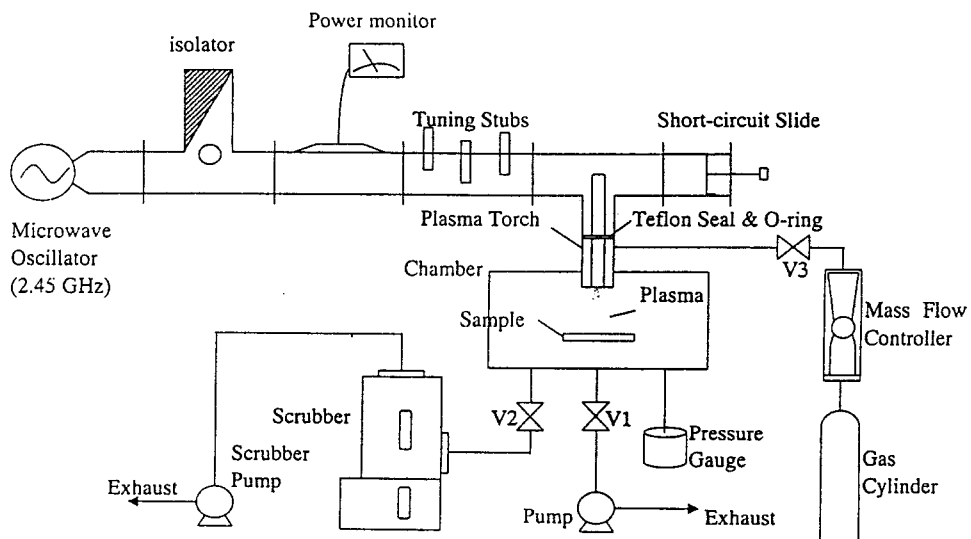 Power monitor
isolator
Tuning Stubs
Short-circuit Slide
Plasma Torch
Teflon Seal & O-ring
Microwave
Oscillator
(2.45 GHz)
Chamber
V3
Plasma
Sample
Mass Flow
Controller
V2
V1
Scrubber
Pressure
Gauge
Scrubber
Pump
Gas
Cylinder
Exhaust
Pump
Exhaust